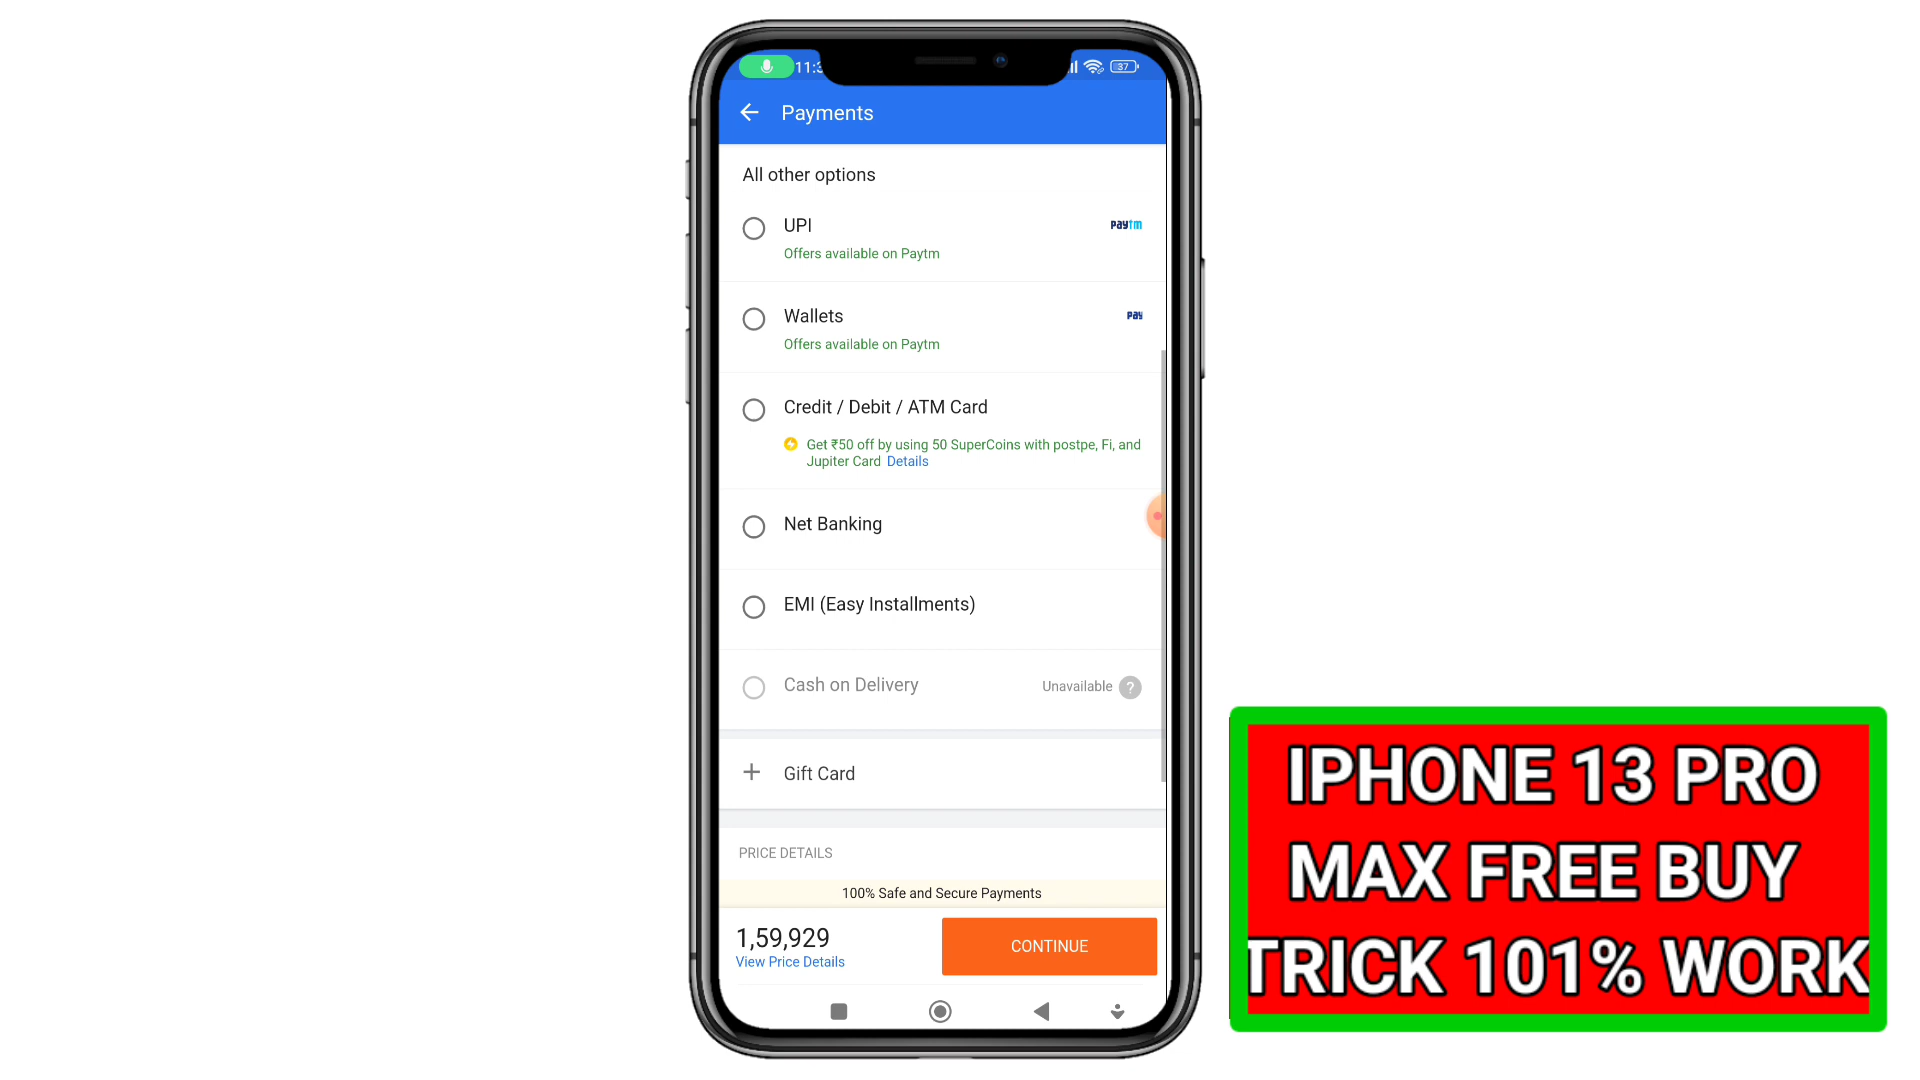 11:3
37
Payments
All other options
UPI
paytm
Offers available on Paytm
Wallets
pay
Offers available on Paytm
Credit / Debit / ATM Card
Get ₹50 off by using 50 SuperCoins with postpe, Fi, and
Jupiter Card Details
Net Banking
EMI (Easy Installments)
Cash on Delivery
Unavailable ?
Gift Card
PRICE DETAILS
100% Safe and Secure Payments
1,59,929
CONTINUE
View Price Details
IPHONE 13 PRO
MAX FREE BUY
TRICK 101% WORK